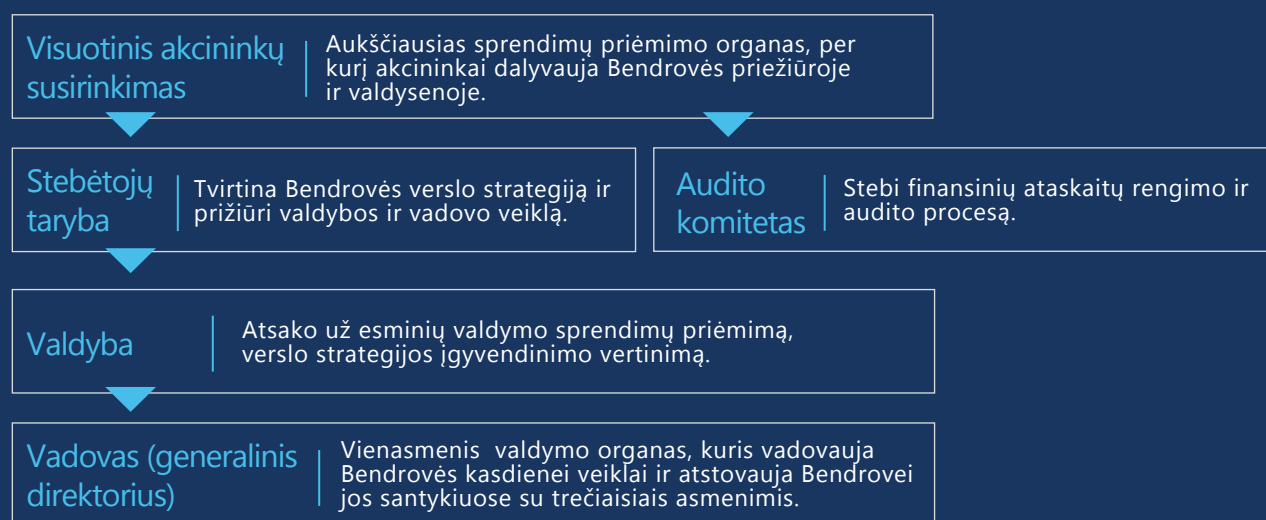 Visuotinis akcininkų
susirinkimas
Aukščiausias sprendimų priėmimo organas, per
kurį akcininkai dalyvauja Bendrovės priežiūroje
ir valdysenoje.
Stebėtojų
taryba
Tvirtina Bendrovės verslo strategiją ir
prižiūri valdybos ir vadovo veiklą.
Audito
komitetas
Stebi finansinių ataskaitų rengimo ir
audito procesą.
Valdyba
Atsako už esminių valdymo sprendimų priėmimą,
verslo strategijos įgyvendinimo vertinimą.
Vadovas (generalinis
direktorius)
Vienasmenis valdymo organas, kuris vadovauja
Bendrovės kasdienei veiklai ir atstovauja Bendrovei
jos santykiuose su trečiaisiais asmenimis.